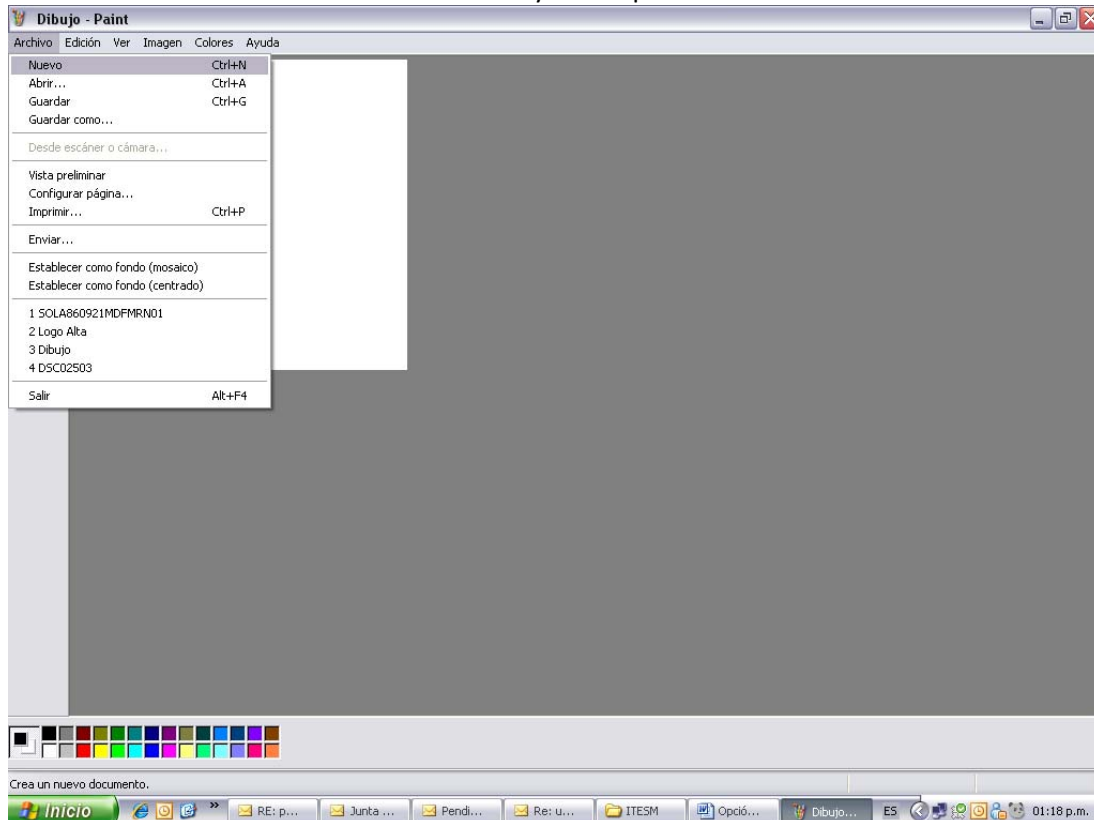 Dibujo - Paint
Archivo Edición Ver Imagen Colores Ayuda
Nuevo Ctrl+N
Abrir... Ctrl+A
Guardar Ctrl+G
Guardar como...
Desde escáner o cámara...
Vista preliminar
Configurar página...
Imprimir... Ctrl+P
Enviar...
Establecer como fondo (mosaico)
Establecer como fondo (centrado)
1 SOLA860921MDFMRN01
2 Logo Alta
3 Dibujo
4 DSC02503
Salir Alt+F4
Crea un nuevo documento.
Inicio » RE: p... Junta ... Pendi... Re: u... ITESM Opció... Dibujo... ES 01:18 p.m.